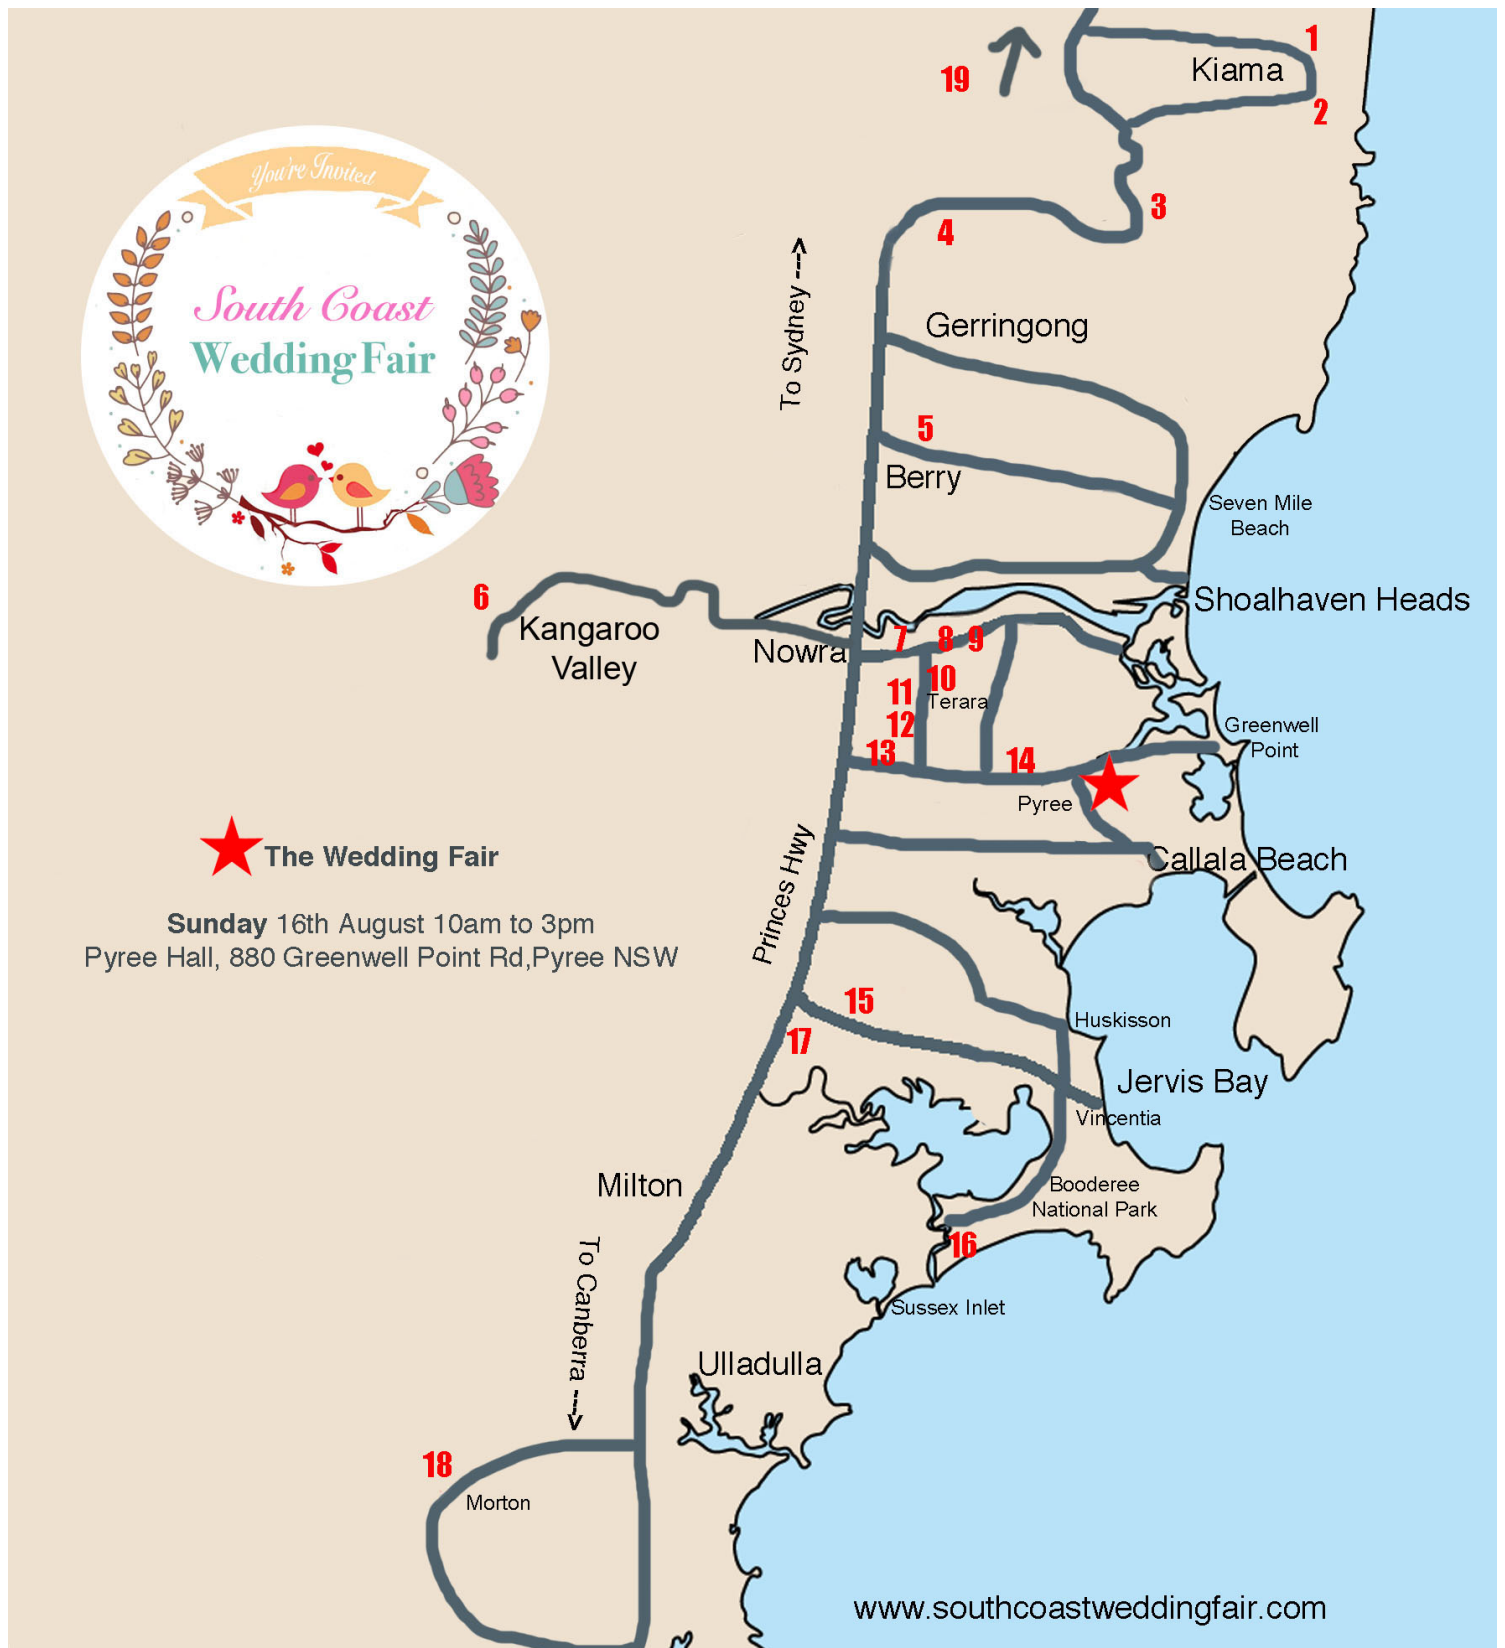 1
Kiama
19
2
3
4
You're Invited
South Coast
Wedding Fair
To Sydney --->
Gerringong
5
Berry
Seven Mile
Beach
6
Shoalhaven Heads
Kangaroo
Valley
Nowra
7
8
9
10
11
Terara
12
13
14
Greenwell
Point
Pyree
The Wedding Fair
Callala Beach
Sunday 16th August 10am to 3pm
Pyree Hall, 880 Greenwell Point Rd,Pyree NSW
Princes Hwy
15
17
Huskisson
Jervis Bay
Vincentia
Milton
Booderee
National Park
16
To Canberra --->
Sussex Inlet
Ulladulla
18
Morton
www.southcoastweddingfair.com